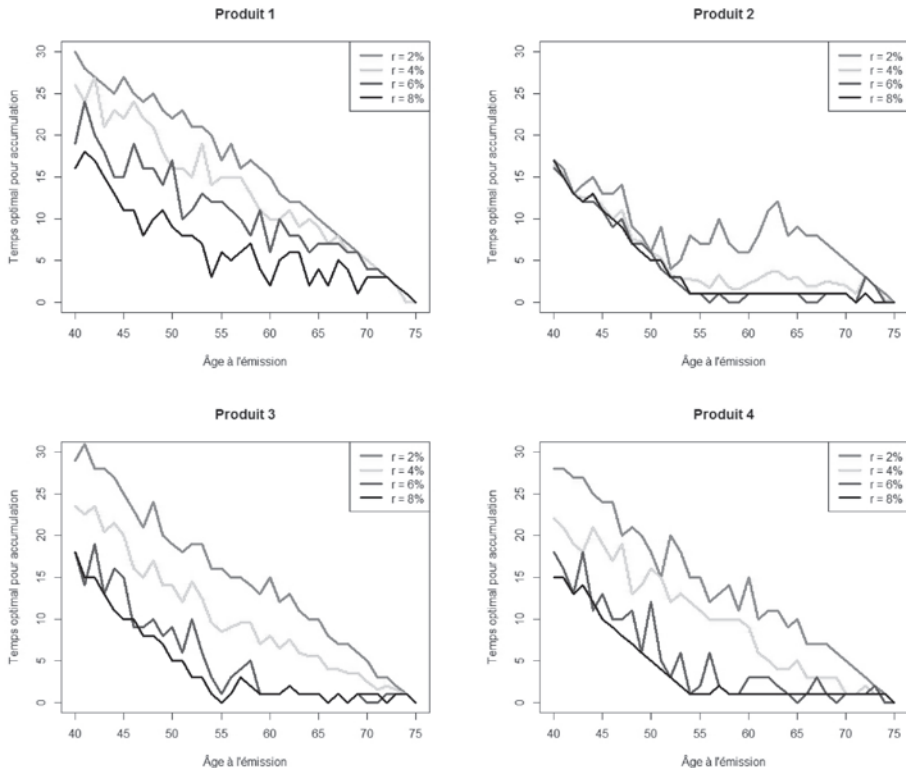 Produit 1
Temps optimal pour accumulation
30
25
20
15
10
5
0
r = 2%
r = 4%
r = 6%
r = 8%
40 45 50 55 60 65 70 75
Âge à l'émission
Produit 2
Temps optimal pour accumulation
30
25
20
15
10
5
0
r = 2%
r = 4%
r = 6%
r = 8%
40 45 50 55 60 65 70 75
Âge à l'émission
Produit 3
Temps optimal pour accumulation
30
25
20
15
10
5
0
r = 2%
r = 4%
r = 6%
r = 8%
40 45 50 55 60 65 70 75
Âge à l'émission
Produit 4
Temps optimal pour accumulation
30
25
20
15
10
5
0
r = 2%
r = 4%
r = 6%
r = 8%
40 45 50 55 60 65 70 75
Âge à l'émission